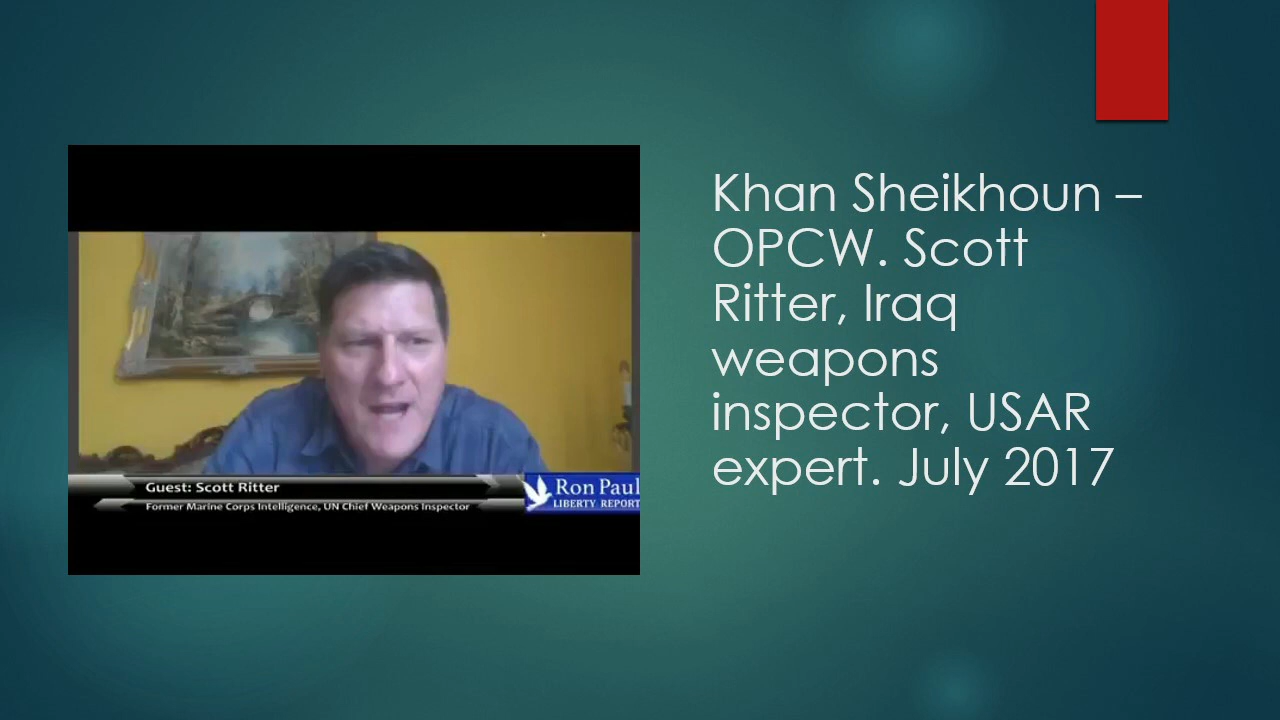 Khan Sheikhoun –
OPCW. Scott
Ritter, Iraq
weapons
inspector, USAR
expert. July 2017
Guest: Scott Ritter
Former Marine Corps Intelligence, UN Chief Weapons Inspector
Ron Paul
LIBERTY REPORT